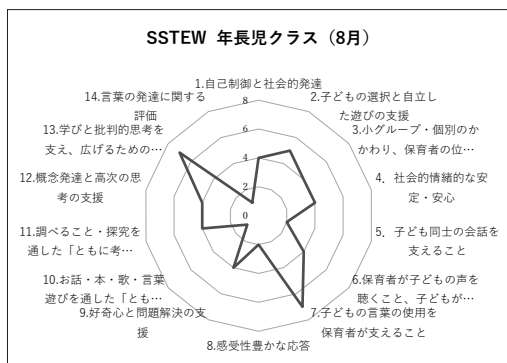 SSTEW 年長児クラス（8月）
1.自己制御と社会的発達
2.子どもの選択と自立し
た遊びの支援
3.小グループ・個別のか
かわり、保育者の位…
4．社会的情緒的な安
定・安心
5．子ども同士の会話を
支えること
6.保育者が子どもの声を
聴くこと、子どもが…
7.子どもの言葉の使用を
保育者が支えること
8.感受性豊かな応答
9.好奇心と問題解決の支
援
10.お話・本・歌・言葉
遊びを通した「とも…
11.調べること・探究を
通した「ともに考…
12.概念発達と高次の思
考の支援
13.学びと批判的思考を
支え、広げるための…
14.言葉の発達に関する
評価
8
6
4
2
0